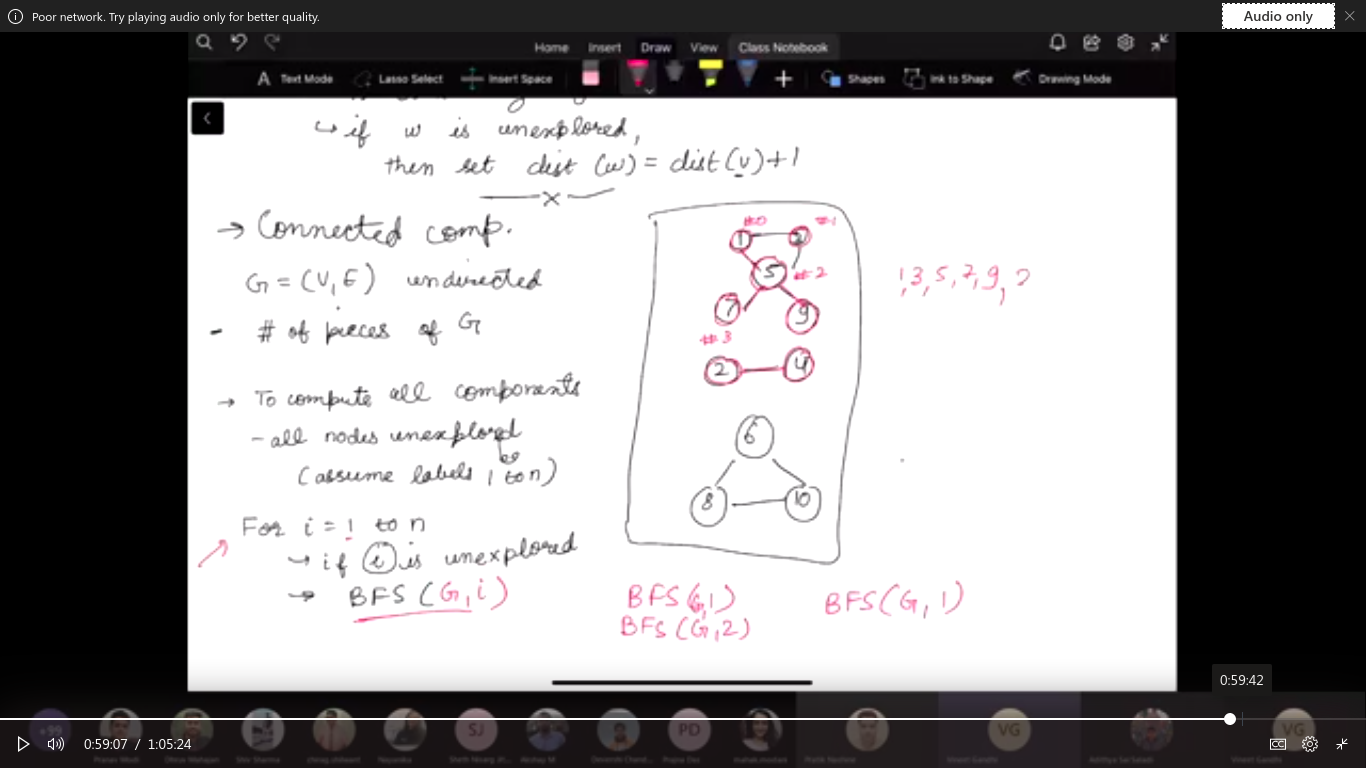 Poor network. Try playing audio only for better quality.
Audio only
Home Insert Draw View Class Notebook
Text Mode Lasso Select Insert Space Shapes Ink to Shape Drawing Mode
if w is unexplored,
then set dist (w) = dist(v)+1
x
→ Connected comp.
G = (V, E) undirected
- # of pieces of G
→ To compute all components
- all nodes unexplored
(assume labels 1 to n)
For i = 1 to n
→ if i is unexplored
→ BFS (G, i)
#0 #1
1
5 #2
7 9
#3
2 4
6
8 10
1,3,5,7,9,2
BFS(G,1) BFS(G, 1)
BFS(G,2)
0:59:42
SJ PD VG VG
0:59:07 / 1:05:24
CC